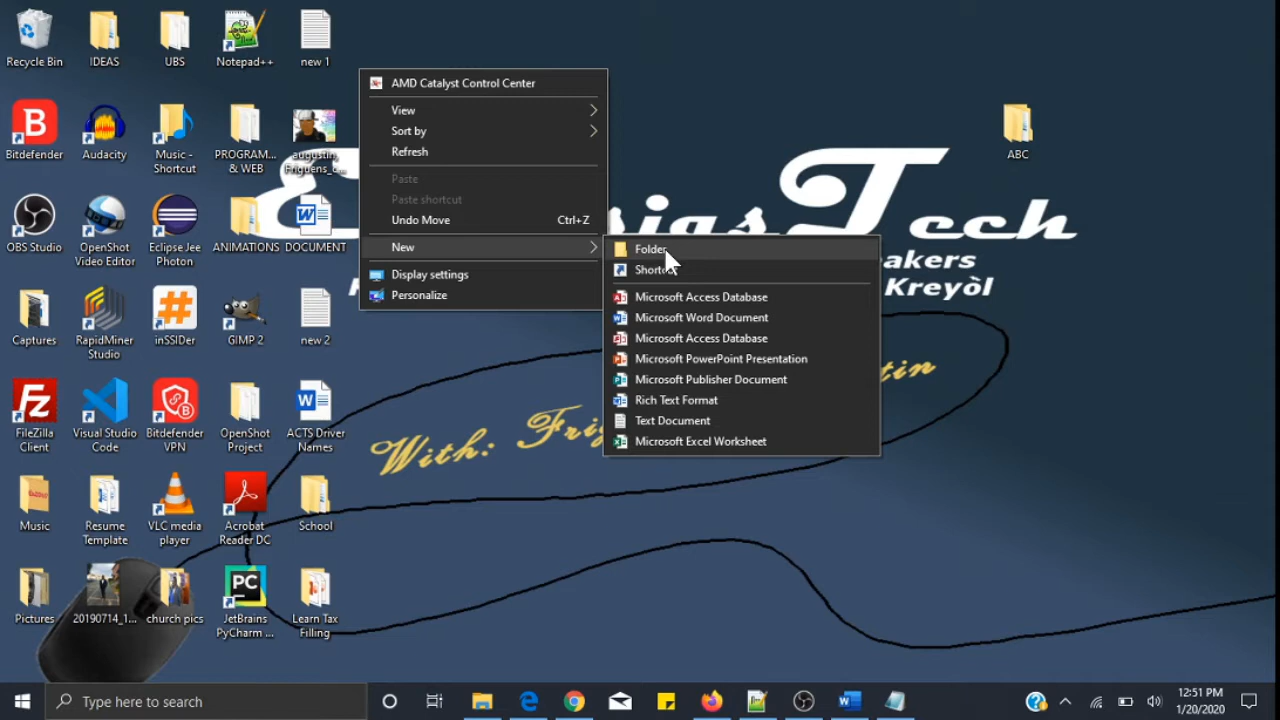 Recycle Bin
IDEAS
UBS
Notepad++
new 1
Bitdefender
Audacity
Music -
Shortcut
PROGRAM...
& WEB
augustin,
Friguens_c...
ABC
OBS Studio
OpenShot
Video Editor
Eclipse Jee
Photon
ANIMATIONS
DOCUMENT
Captures
RapidMiner
Studio
inSSIDer
GIMP 2
new 2
FileZilla
Client
Visual Studio
Code
Bitdefender
VPN
OpenShot
Project
ACTS Driver
Names
Music
Resume
Template
VLC media
player
Acrobat
Reader DC
School
Pictures
20190714_1...
church pics
JetBrains
PyCharm ...
Learn Tax
Filling
AMD Catalyst Control Center
View
Sort by
Refresh
Paste
Paste shortcut
Undo Move Ctrl+Z
New
Display settings
Personalize
Folder
Microsoft Access Database
Microsoft Word Document
Microsoft Access Database
Microsoft PowerPoint Presentation
Microsoft Publisher Document
Rich Text Format
Text Document
Microsoft Excel Worksheet
Tech
Kreyòl
With:
Type here to search
12:51 PM
1/20/2020